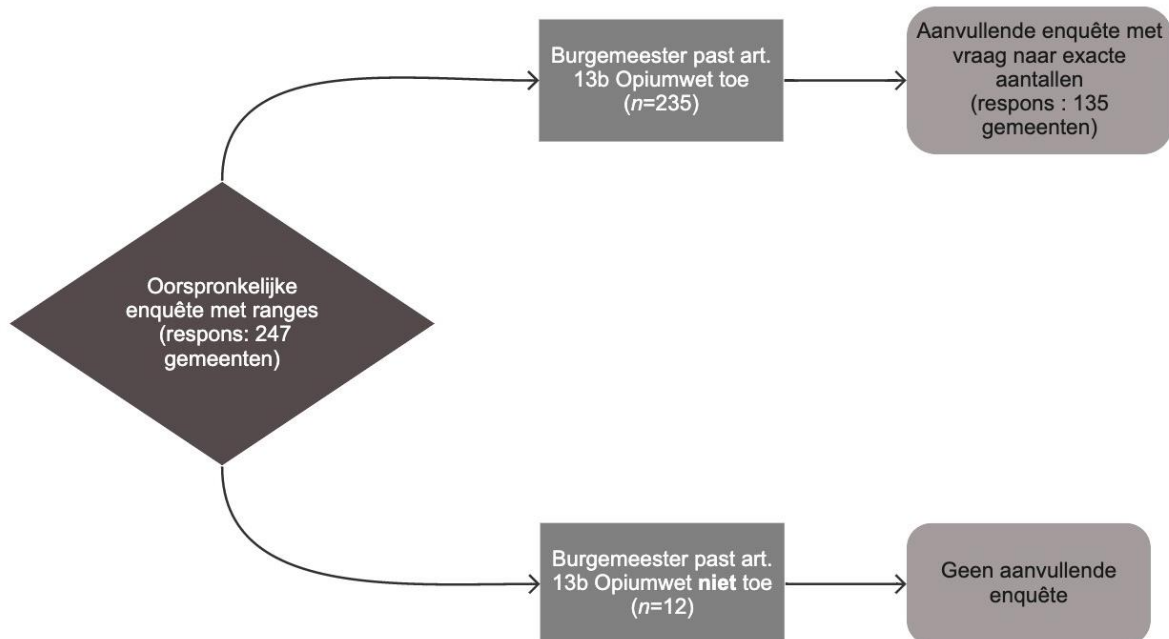 Oorspronkelijke
enquête met ranges
(respons: 247
gemeenten)
Burgemeester past art.
13b Opiumwet toe
(n=235)
Aanvullende enquête met
vraag naar exacte
aantallen
(respons : 135
gemeenten)
Burgemeester past art.
13b Opiumwet niet toe
(n=12)
Geen aanvullende
enquête